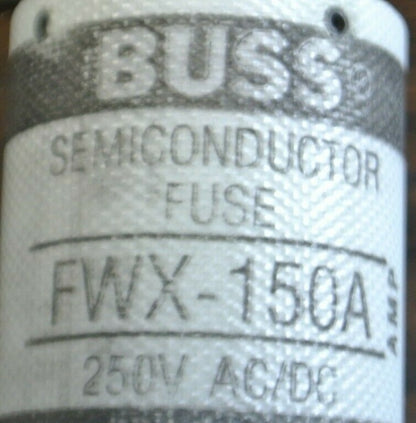 BUSS®
SEMICONDUCTOR
FUSE
FWX-150A
AMP
250V AC/DC